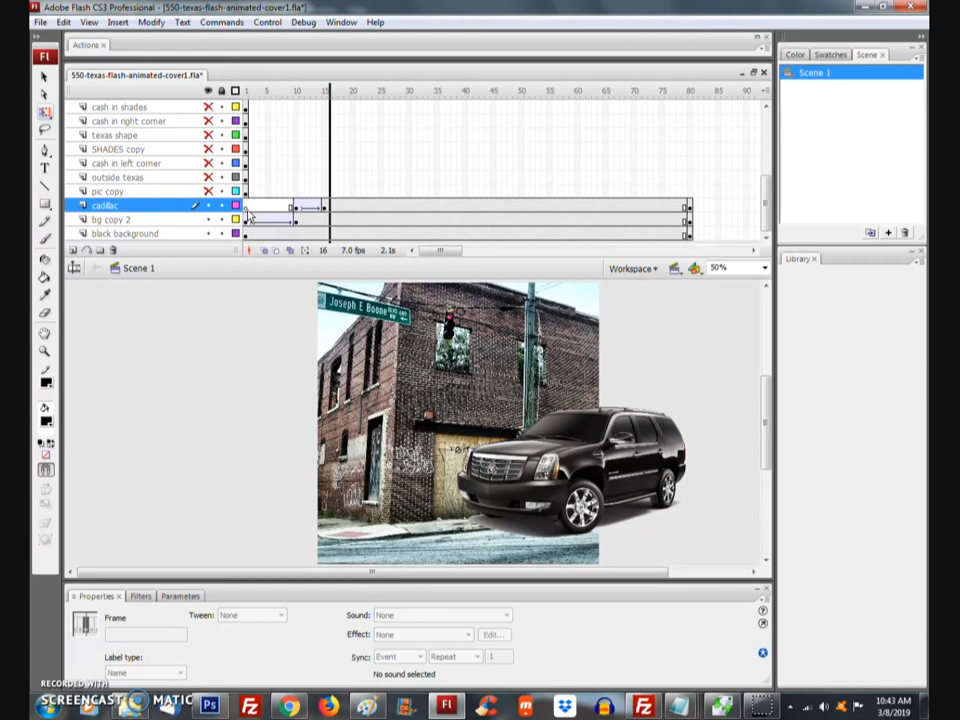 Adobe Flash CS3 Professional - [550-texas-flash-animated-cover1.fla*]
File Edit View Insert Modify Text Commands Control Debug Window Help
Actions ×
550-texas-flash-animated-cover1.fla*
1 5 10 15 20 25 30 35 40 45 50 55 60 65 70 75 80 85 90
cash in shades
cash in right corner
texas shape
SHADES copy
cash in left corner
outside texas
pic copy
cadillac
bg copy 2
black background
16 7.0 fps 2.1s
Scene 1 Workspace 50%
Joseph E Boone
Properties × Filters Parameters
Frame Tween: None Sound: None
Effect: None Edit...
Label type: Sync: Event Repeat 1
Name No sound selected
Color Swatches Scene ×
Scene 1
Library ×
RECORDED WITH
SCREENCAST MATIC
10:43 AM
3/8/2019